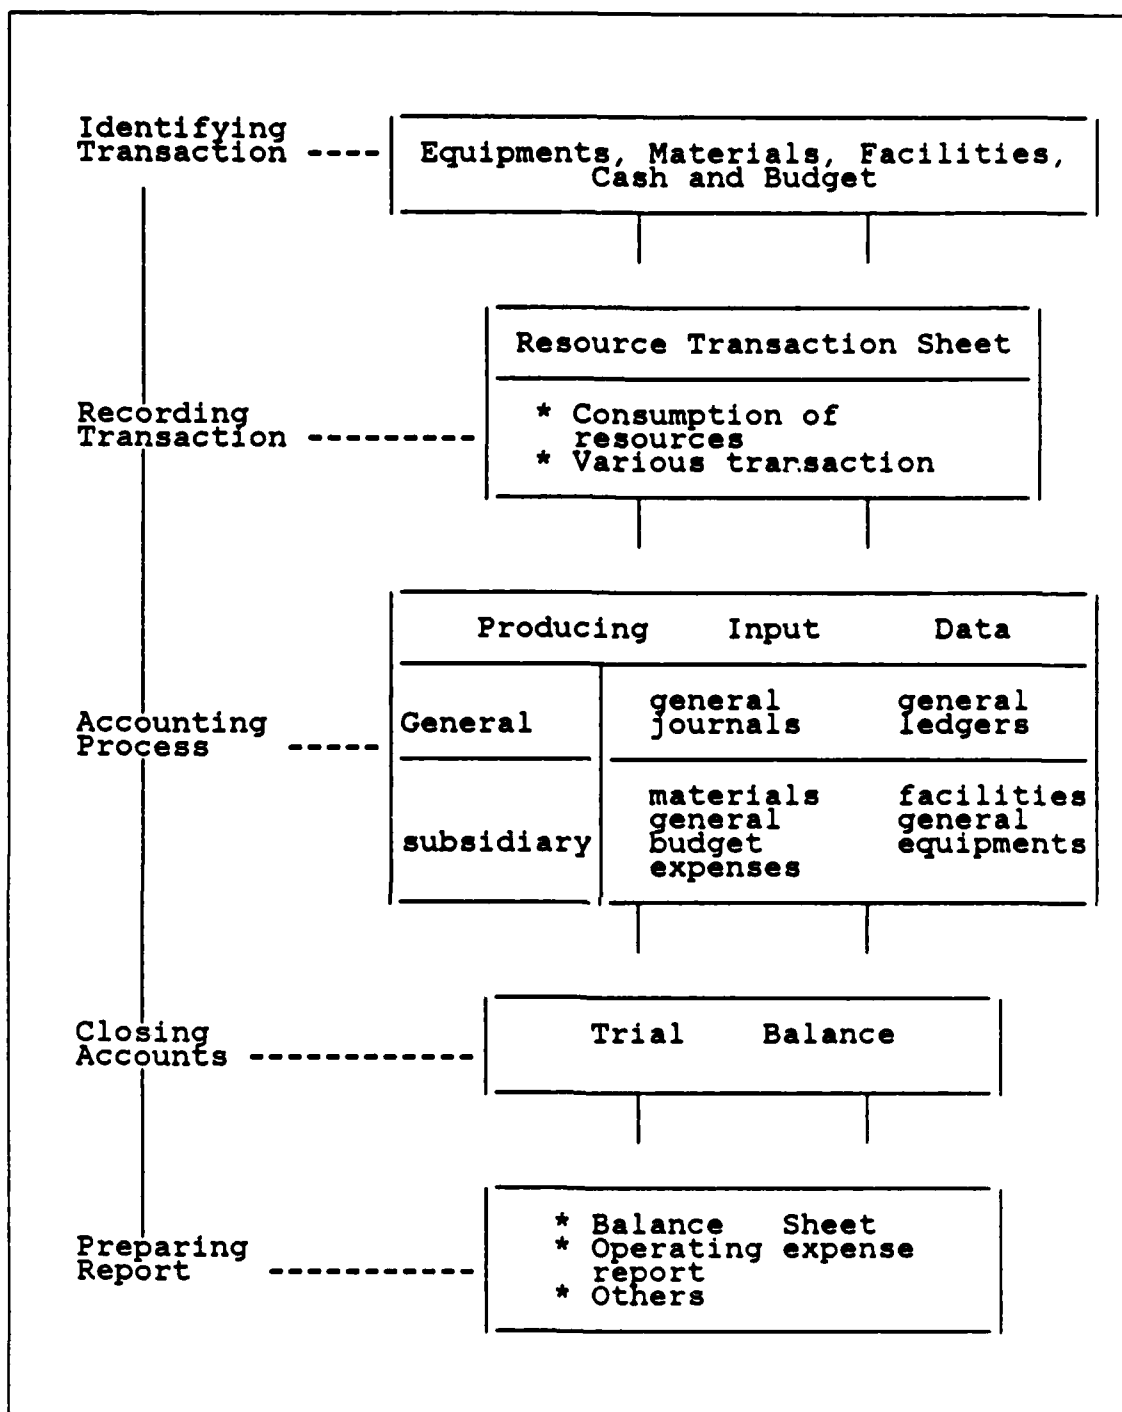 Identifying
Transaction ----
Equipments, Materials, Facilities,
Cash and Budget
Resource Transaction Sheet
Recording
Transaction ---------
* Consumption of
resources
* Various transaction
Producing Input Data
Accounting
Process -----
General
general
journals
general
ledgers
subsidiary
materials
general
budget
expenses
facilities
general
equipments
Closing
Accounts ------------
Trial Balance
Preparing
Report -----------
* Balance Sheet
* Operating expense
report
* Others